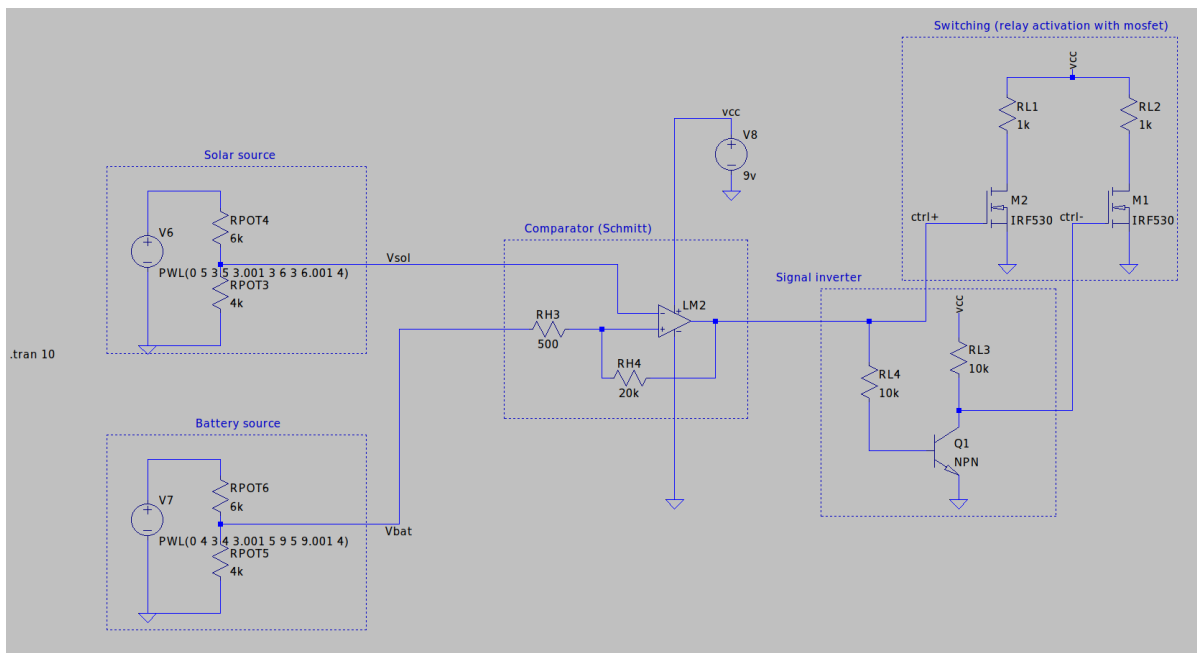 Switching (relay activation with mosfet)
vcc
RL1
1k
RL2
1k
M2
IRF530
M1
IRF530
ctrl+
ctrl-
vcc
V8
9v
Solar source
V6
RPOT4
6k
PWL(0 5 3 5 3.001 3 6 3 6.001 4)
RPOT3
4k
Vsol
Comparator (Schmitt)
LM2
RH3
500
RH4
20k
Signal inverter
vcc
RL3
10k
RL4
10k
Q1
NPN
.tran 10
Battery source
V7
RPOT6
6k
PWL(0 4 3 4 3.001 5 9 5 9.001 4)
RPOT5
4k
Vbat